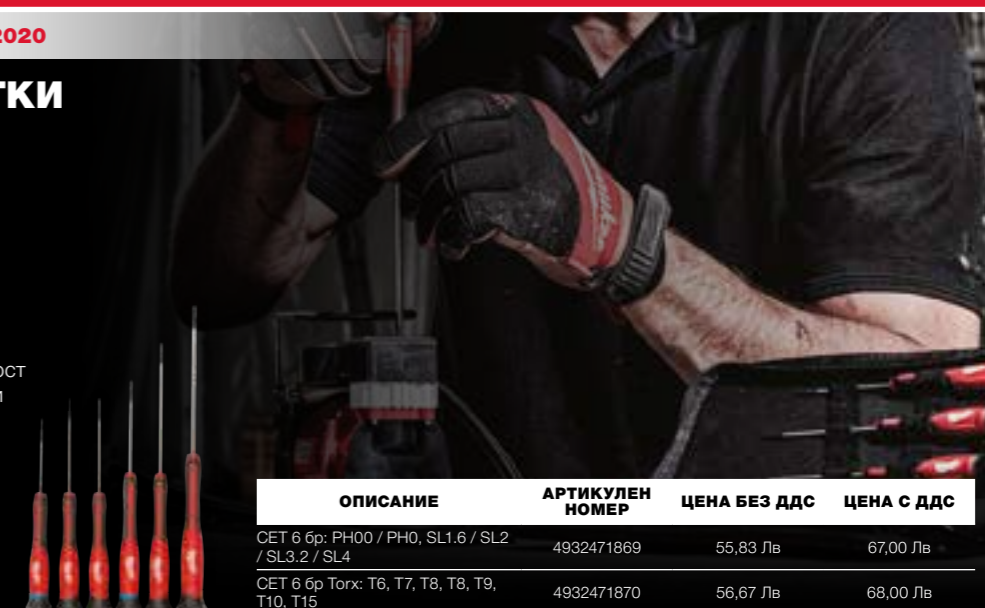 2020
ТКИ
ОСТ
И
ОПИСАНИЕ
АРТИКУЛЕН НОМЕР
ЦЕНА БЕЗ ДДС
ЦЕНА С ДДС
СЕТ 6 бр: PH00 / PH0, SL1.6 / SL2
/ SL3.2 / SL4
4932471869
55,83 Лв
67,00 Лв
СЕТ 6 бр Torx: T6, T7, T8, T8, T9,
T10, T15
4932471870
56,67 Лв
68,00 Лв